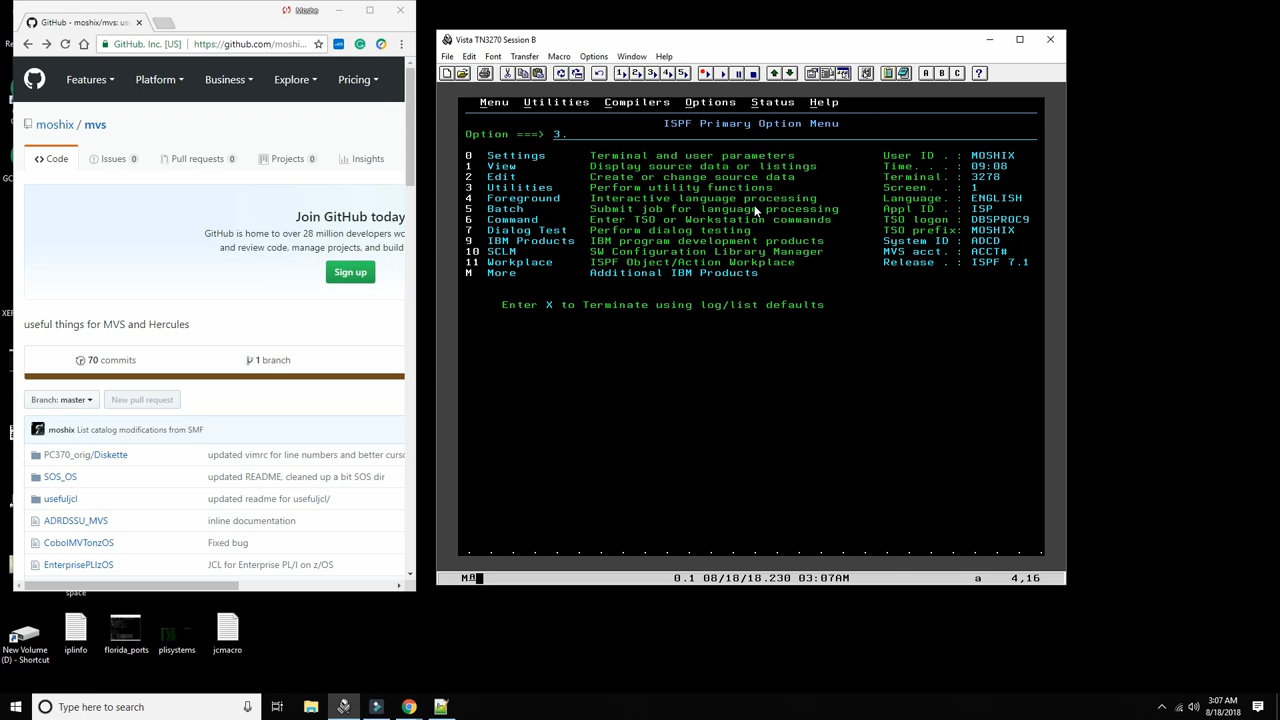 Moshe
GitHub - moshix/mvs: us
GitHub, Inc. [US] https://github.com/moshi...
Features Platform Business Explore Pricing
moshix / mvs
Code Issues 0 Pull requests 0 Projects 0 Insights
Join GitHub today
GitHub is home to over 28 million developers wo
and review code, manage projects, and build
Sign up
useful things for MVS and Hercules
70 commits 1 branch
Branch: master New pull request
moshix List catalog modifications from SMF
PC370_orig/Diskette updated vimrc for line numbers and better curso
SOS_OS updated README, cleaned up a bit SOS dir
usefuljcl updated readme for usefuljcl/
ADRDSSU_MVS inline documentation
CobolMVTonzOS Fixed bug
EnterprisePLIzOS JCL for Enterprise PL/I on z/OS
Vista TN3270 Session B
File Edit Font Transfer Macro Options Window Help
1 2 3 4 5 A B C ?
Menu Utilities Compilers Options Status Help
ISPF Primary Option Menu
Option ===> 3.
0 Settings Terminal and user parameters User ID . : MOSHIX
1 View Display source data or listings Time. . . : 09:08
2 Edit Create or change source data Terminal. : 3278
3 Utilities Perform utility functions Screen. . : 1
4 Foreground Interactive language processing Language. : ENGLISH
5 Batch Submit job for language processing Appl ID . : ISP
6 Command Enter TSO or Workstation commands TSO logon : DBSPROC9
7 Dialog Test Perform dialog testing TSO prefix: MOSHIX
9 IBM Products IBM program development products System ID : ADCD
10 SCLM SW Configuration Library Manager MVS acct. : ACCT#
11 Workplace ISPF Object/Action Workplace Release . : ISPF 7.1
M More Additional IBM Products
Enter X to Terminate using log/list defaults
0.1 08/18/18.230 03:07AM a 4,16
space
New Volume
(D) - Shortcut
iplinfo
florida_ports
plisystems
jcmacro
Type here to search
3:07 AM
8/18/2018